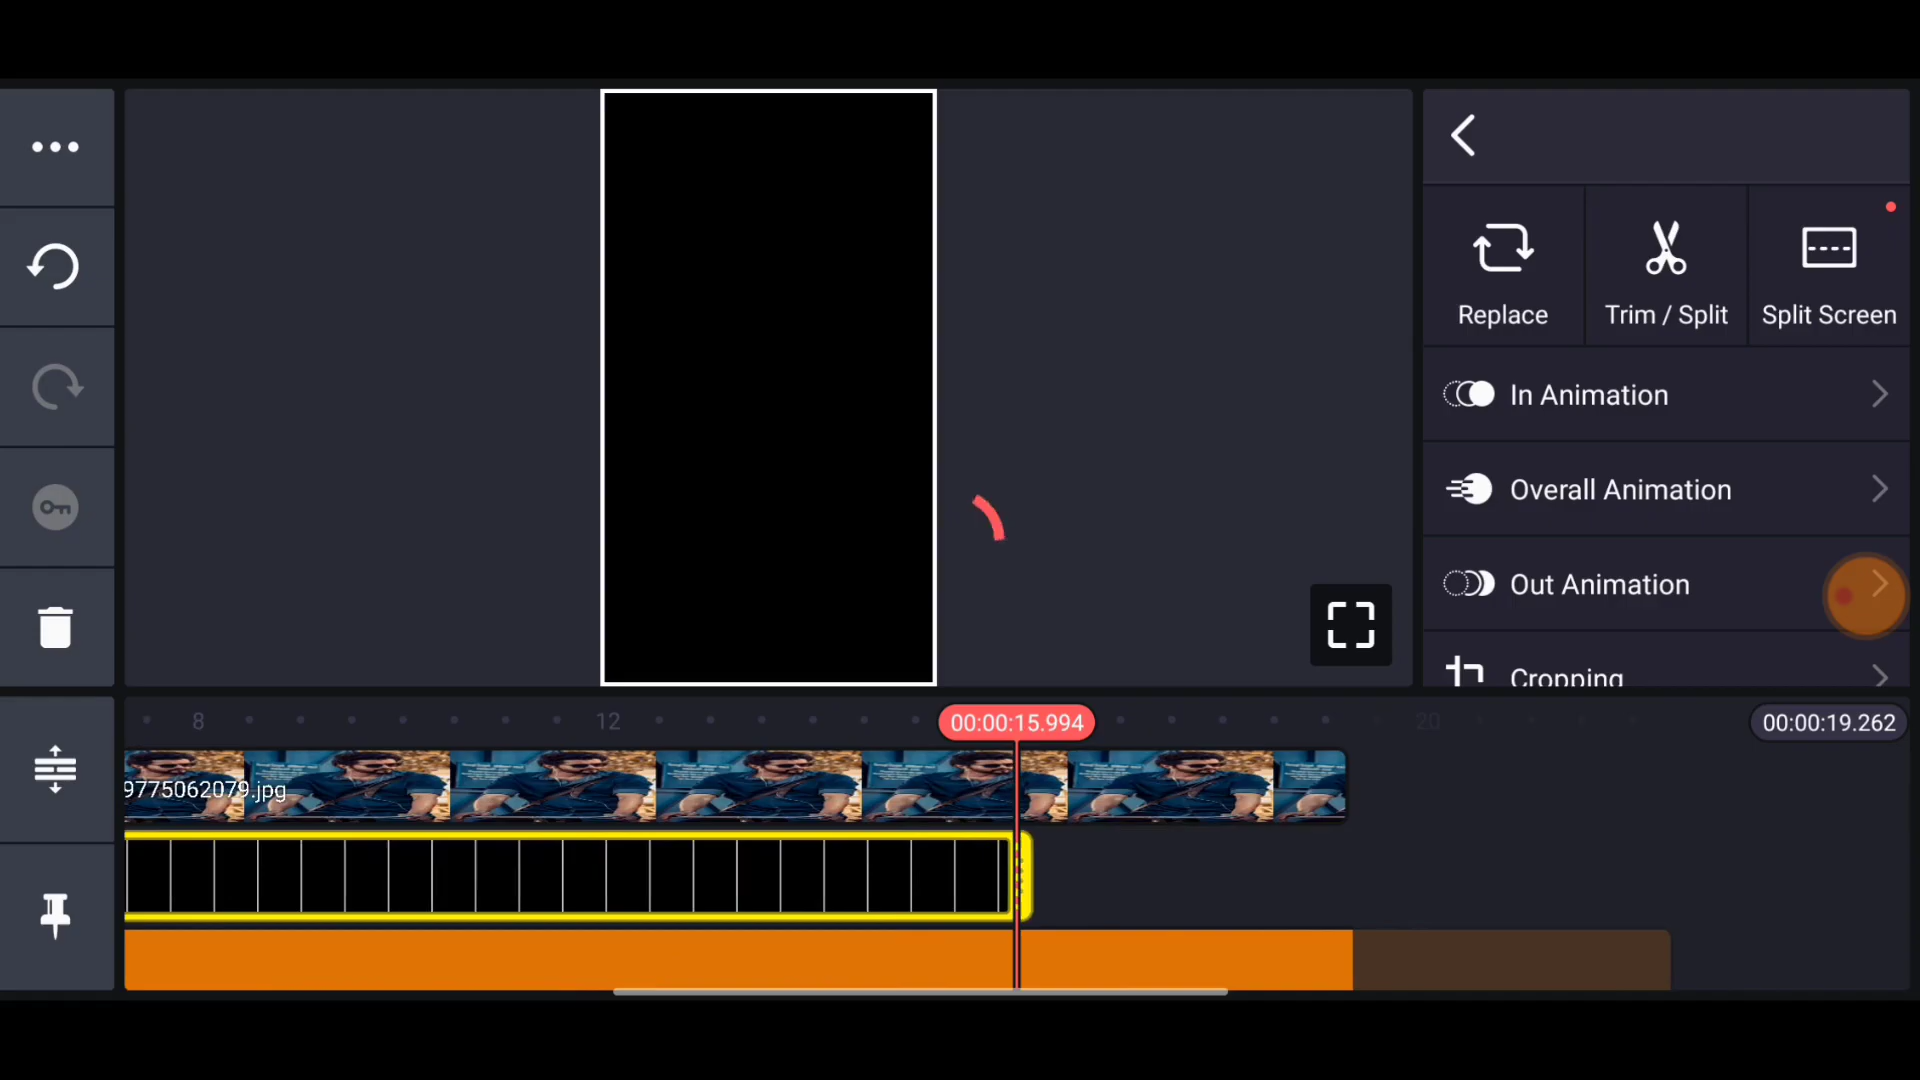 Replace
Trim / Split
Split Screen
In Animation
Overall Animation
Out Animation
Cropping
8
12
00:00:15.994
20
00:00:19.262
9775062079.jpg